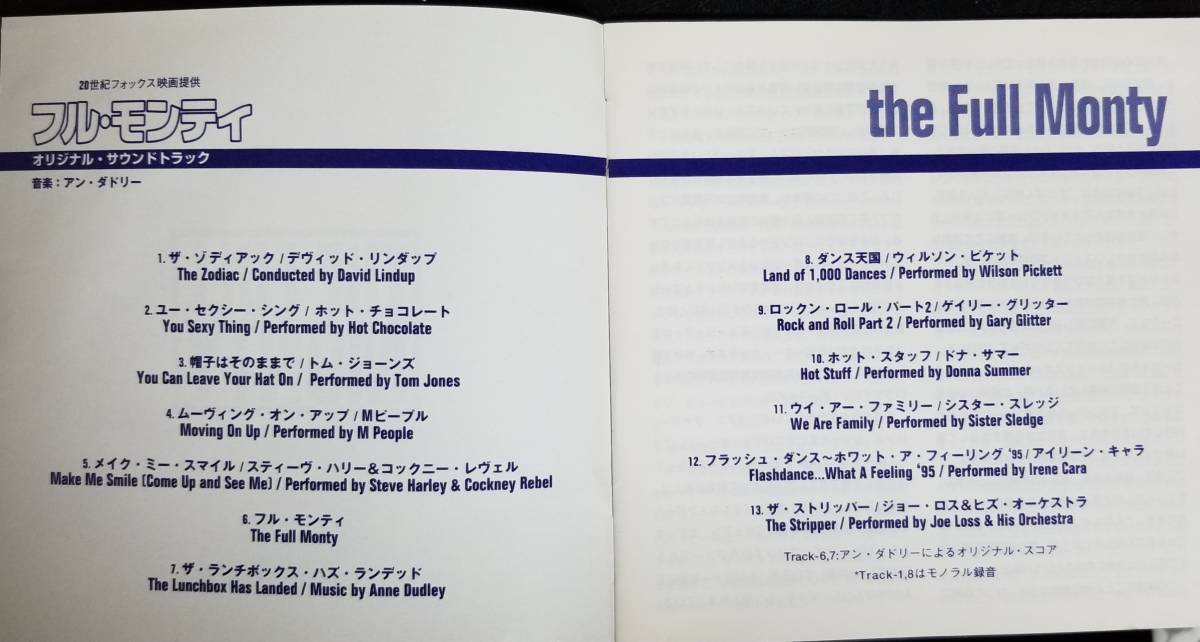 20世紀フォックス映画提供
フル・モンティ
オリジナル・サウンドトラック
音楽：アン・ダドリー
1. ザ・ゾディアック / デヴィッド・リンダップ
The Zodiac / Conducted by David Lindup
2. ユー・セクシー・シング / ホット・チョコレート
You Sexy Thing / Performed by Hot Chocolate
3. 帽子はそのままで / トム・ジョーンズ
You Can Leave Your Hat On / Performed by Tom Jones
4. ムーヴィング・オン・アップ / Mピープル
Moving On Up / Performed by M People
5. メイク・ミー・スマイル / スティーヴ・ハリー＆コックニー・レヴェル
Make Me Smile (Come Up and See Me) / Performed by Steve Harley & Cockney Rebel
6. フル・モンティ
The Full Monty
7. ザ・ランチボックス・ハズ・ランデッド
The Lunchbox Has Landed / Music by Anne Dudley
the Full Monty
8. ダンス天国 / ウィルソン・ピケット
Land of 1,000 Dances / Performed by Wilson Pickett
9. ロックン・ロール・パート2 / ゲイリー・グリッター
Rock and Roll Part 2 / Performed by Gary Glitter
10. ホット・スタッフ / ドナ・サマー
Hot Stuff / Performed by Donna Summer
11. ウイ・アー・ファミリー / シスター・スレッジ
We Are Family / Performed by Sister Sledge
12. フラッシュ・ダンス〜ホワット・ア・フィーリング '95 / アイリーン・キャラ
Flashdance...What A Feeling '95 / Performed by Irene Cara
13. ザ・ストリッパー / ジョー・ロス＆ヒズ・オーケストラ
The Stripper / Performed by Joe Loss & His Orchestra
Track-6,7:アン・ダドリーによるオリジナル・スコア
*Track-1,8はモノラル録音